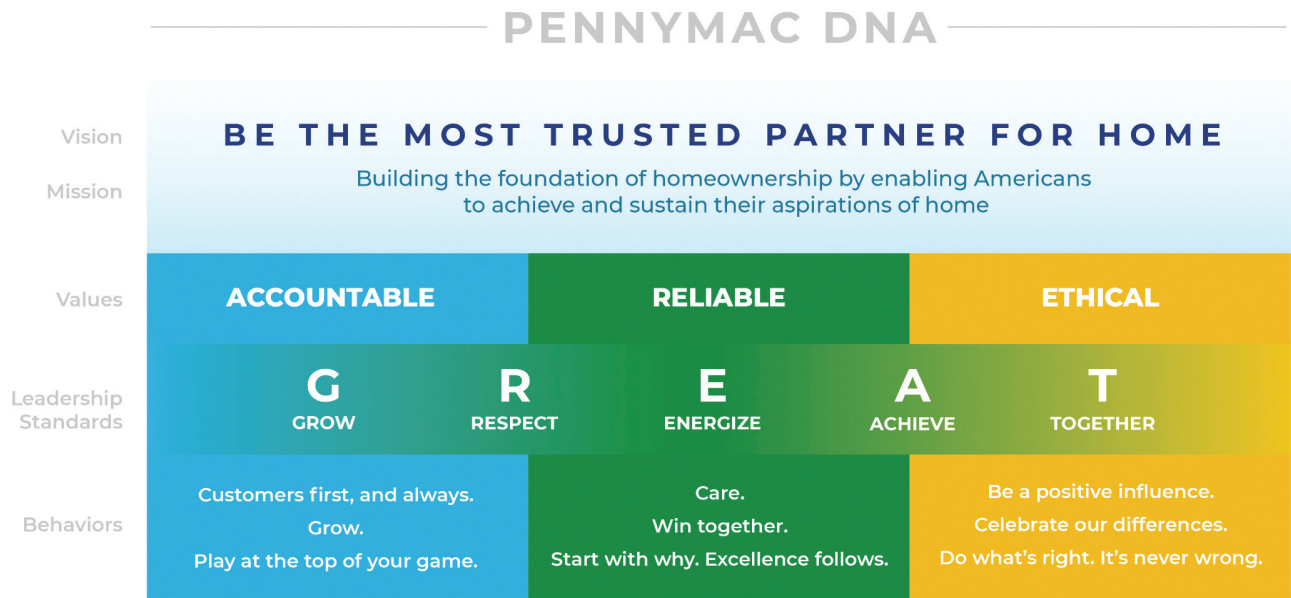 PENNYMAC DNA
Vision
BE THE MOST TRUSTED PARTNER FOR HOME
Mission
Building the foundation of homeownership by enabling Americans
to achieve and sustain their aspirations of home
Values
ACCOUNTABLE
RELIABLE
ETHICAL
Leadership
Standards
G
GROW
R
RESPECT
E
ENERGIZE
A
ACHIEVE
T
TOGETHER
Behaviors
Customers first, and always.
Grow.
Play at the top of your game.
Care.
Win together.
Start with why. Excellence follows.
Be a positive influence.
Celebrate our differences.
Do what's right. It's never wrong.